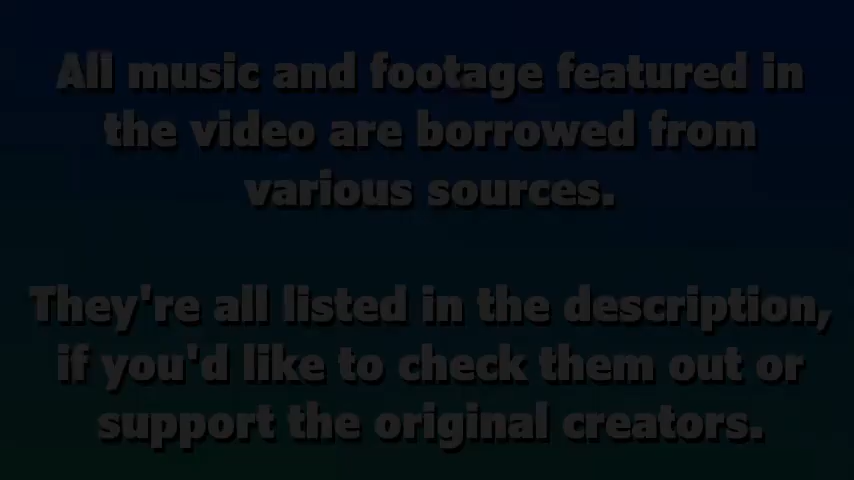 All music and footage featured in
the video are borrowed from
various sources.
They're all listed in the description,
if you'd like to check them out or
support the original creators.